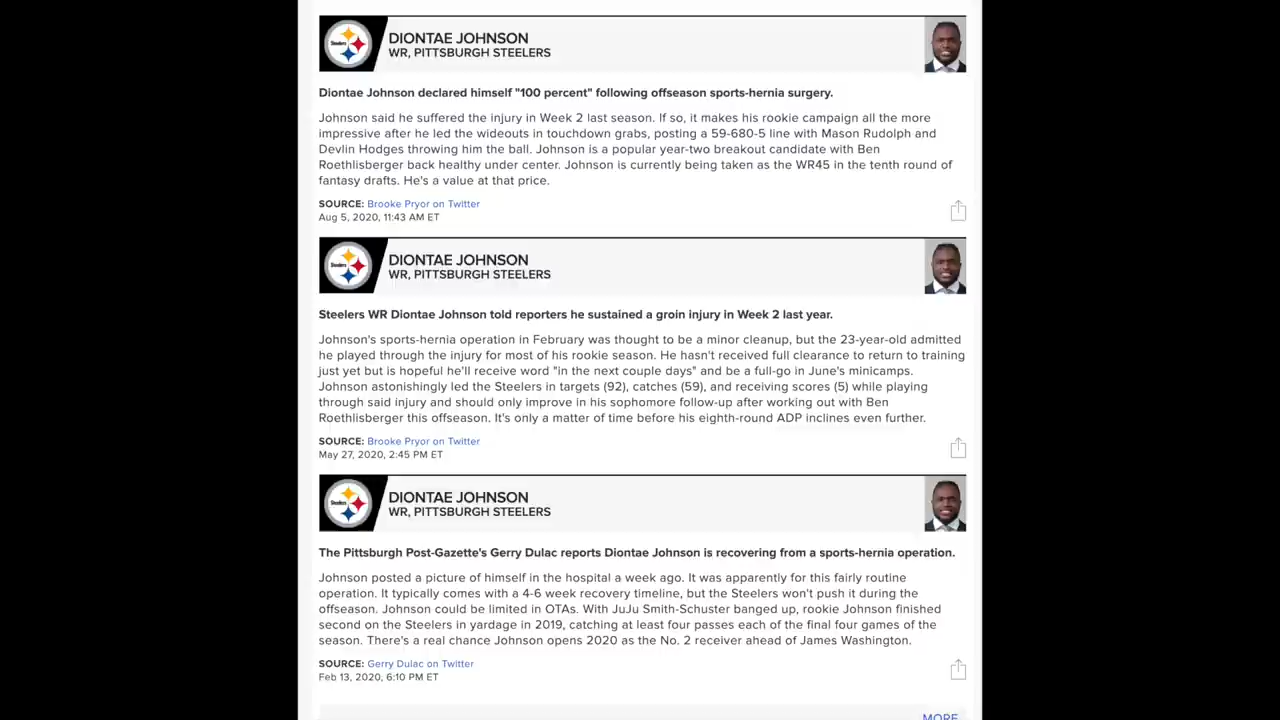 DIONTAE JOHNSON
WR, PITTSBURGH STEELERS
Diontae Johnson declared himself "100 percent" following offseason sports-hernia surgery.
Johnson said he suffered the injury in Week 2 last season. If so, it makes his rookie campaign all the more
impressive after he led the wideouts in touchdown grabs, posting a 59-680-5 line with Mason Rudolph and
Devlin Hodges throwing him the ball. Johnson is a popular year-two breakout candidate with Ben
Roethlisberger back healthy under center. Johnson is currently being taken as the WR45 in the tenth round of
fantasy drafts. He's a value at that price.
SOURCE: Brooke Pryor on Twitter
Aug 5, 2020, 11:43 AM ET
Steelers
DIONTAE JOHNSON
WR, PITTSBURGH STEELERS
Steelers WR Diontae Johnson told reporters he sustained a groin injury in Week 2 last year.
Johnson's sports-hernia operation in February was thought to be a minor cleanup, but the 23-year-old admitted
he played through the injury for most of his rookie season. He hasn't received full clearance to return to training
just yet but is hopeful he'll receive word "in the next couple days" and be a full-go in June's minicamps.
Johnson astonishingly led the Steelers in targets (92), catches (59), and receiving scores (5) while playing
through said injury and should only improve in his sophomore follow-up after working out with Ben
Roethlisberger this offseason. It's only a matter of time before his eighth-round ADP inclines even further.
SOURCE: Brooke Pryor on Twitter
May 27, 2020, 2:45 PM ET
Steelers
DIONTAE JOHNSON
WR, PITTSBURGH STEELERS
The Pittsburgh Post-Gazette's Gerry Dulac reports Diontae Johnson is recovering from a sports-hernia operation.
Johnson posted a picture of himself in the hospital a week ago. It was apparently for this fairly routine
operation. It typically comes with a 4-6 week recovery timeline, but the Steelers won't push it during the
offseason. Johnson could be limited in OTAs. With JuJu Smith-Schuster banged up, rookie Johnson finished
second on the Steelers in yardage in 2019, catching at least four passes each of the final four games of the
season. There's a real chance Johnson opens 2020 as the No. 2 receiver ahead of James Washington.
SOURCE: Gerry Dulac on Twitter
Feb 13, 2020, 6:10 PM ET
Steelers
MORE